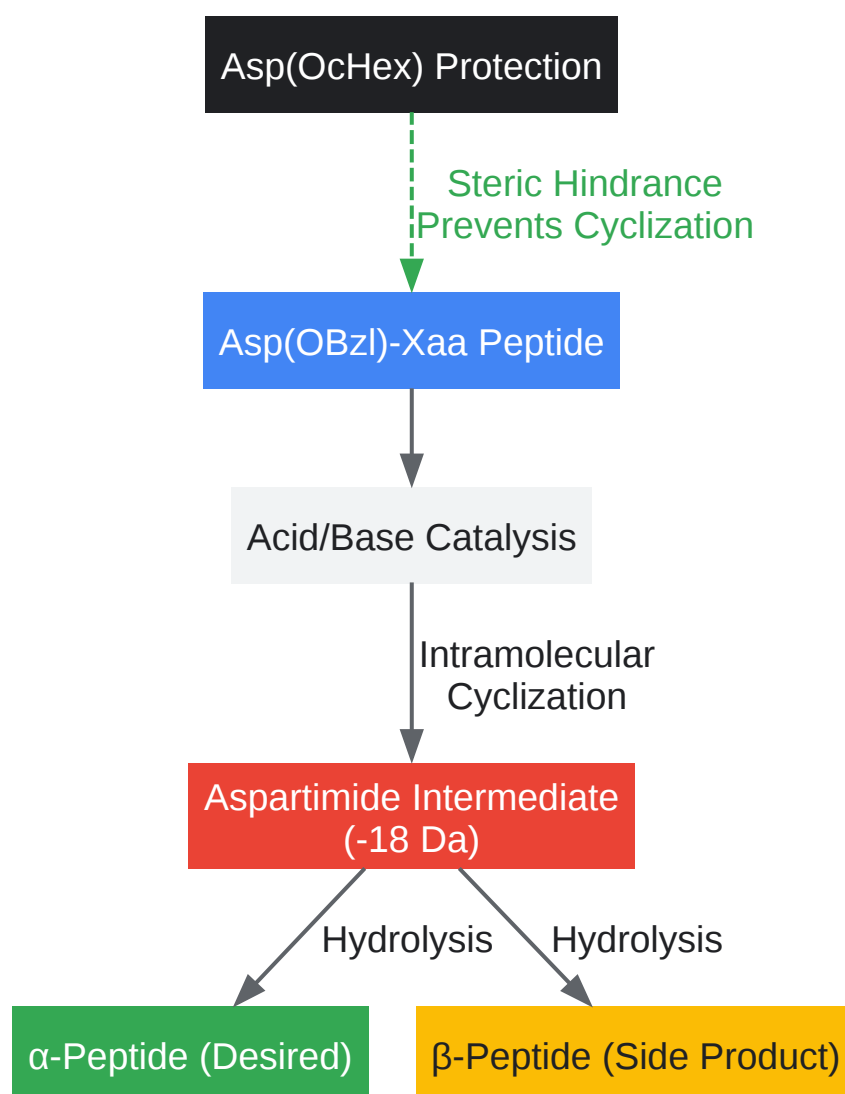 Asp(OcHex) Protection
Steric Hindrance
Prevents Cyclization
Asp(OBzl)-Xaa Peptide
Acid/Base Catalysis
Intramolecular
Cyclization
Aspartimide Intermediate
(-18 Da)
Hydrolysis
Hydrolysis
α-Peptide (Desired)
β-Peptide (Side Product)